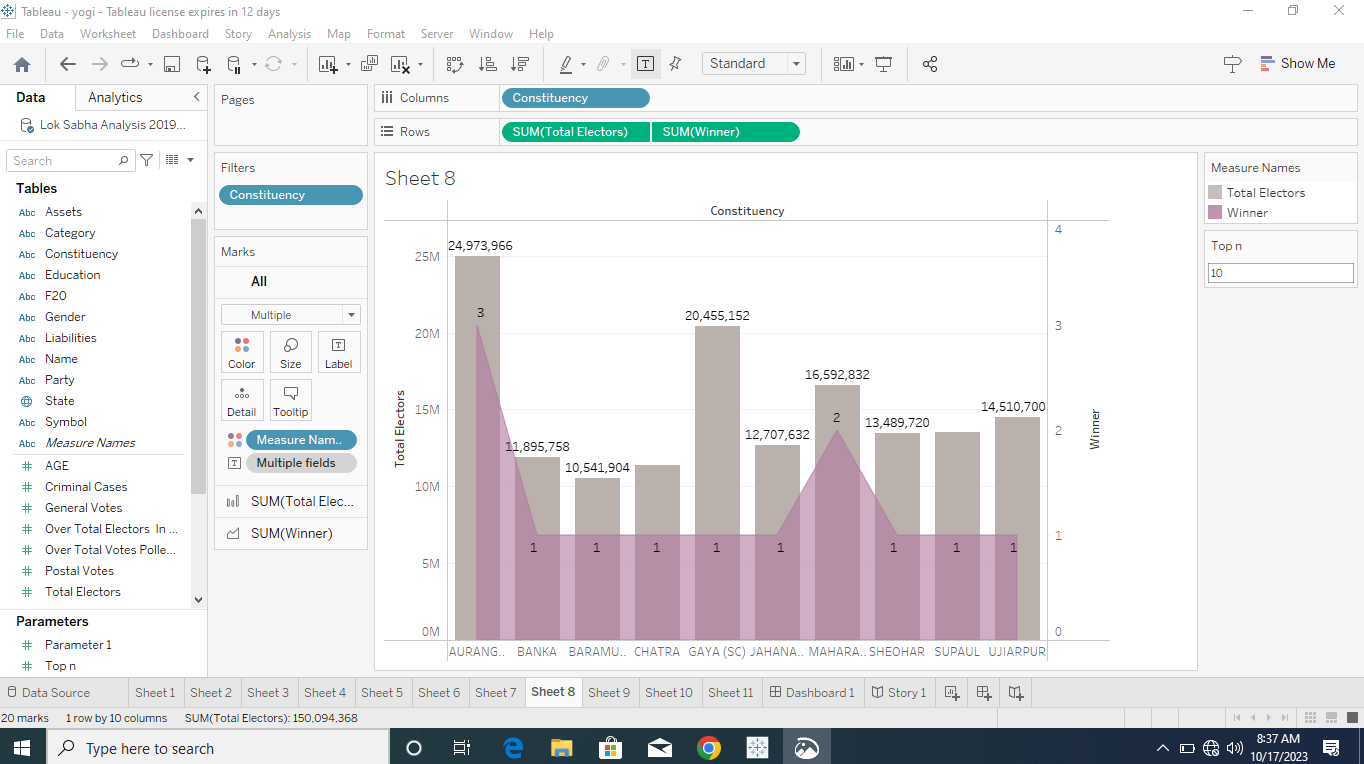 Tableau - yogi - Tableau license expires in 12 days
File Data Worksheet Dashboard Story Analysis Map Format Server Window Help
Standard
Show Me
Data Analytics
Lok Sabha Analysis 2019...
Search
Tables
Abc Assets
Abc Category
Abc Constituency
Abc Education
Abc F20
Abc Gender
Abc Liabilities
Abc Name
Abc Party
State
Abc Symbol
Abc Measure Names
# AGE
# Criminal Cases
# General Votes
# Over Total Electors In ...
# Over Total Votes Polle...
# Postal Votes
# Total Electors
Parameters
# Parameter 1
# Top n
Pages
Filters
Constituency
Marks
All
Multiple
Color Size Label
Detail Tooltip
Measure Nam..
Multiple fields
SUM(Total Elec...
SUM(Winner)
Columns Constituency
Rows SUM(Total Electors) SUM(Winner)
Sheet 8
Constituency
Total Electors
25M
20M
15M
10M
5M
0M
24,973,966
11,895,758
10,541,904
20,455,152
12,707,632
16,592,832
13,489,720
14,510,700
3
1
1
1
1
1
2
1
1
1
4
3
2
1
0
Winner
AURANG.. BANKA BARAMU.. CHATRA GAYA (SC) JAHANA.. MAHARA.. SHEOHAR SUPAUL UJIARPUR
Measure Names
Total Electors
Winner
Top n
10
Data Source Sheet 1 Sheet 2 Sheet 3 Sheet 4 Sheet 5 Sheet 6 Sheet 7 Sheet 8 Sheet 9 Sheet 10 Sheet 11 Dashboard 1 Story 1
20 marks 1 row by 10 columns SUM(Total Electors): 150,094,368
Type here to search
8:37 AM
10/17/2023